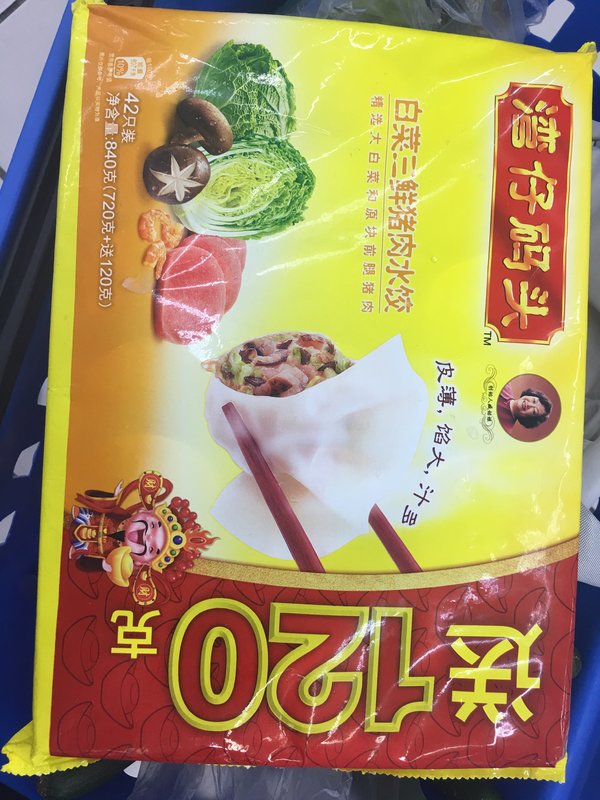 湾仔码头
TM
白菜三鲜猪肉水饺
精选大白菜和原块前腿猪肉
皮薄，馅大，汁多
42只装
净含量：840克（720克+送120克）
送120克
财